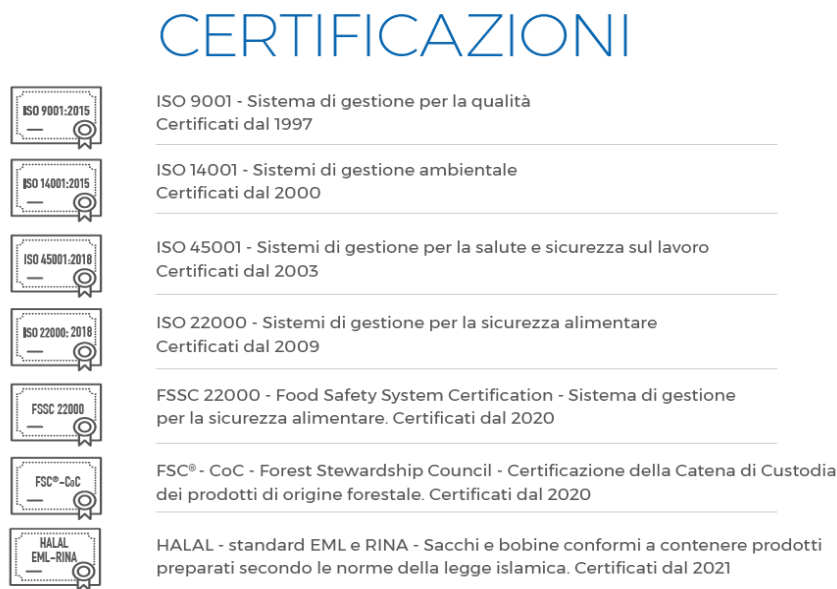 CERTIFICAZIONI
ISO 9001:2015
ISO 9001 - Sistema di gestione per la qualità
Certificati dal 1997
ISO 14001:2015
ISO 14001 - Sistemi di gestione ambientale
Certificati dal 2000
ISO 45001:2018
ISO 45001 - Sistemi di gestione per la salute e sicurezza sul lavoro
Certificati dal 2003
ISO 22000: 2018
ISO 22000 - Sistemi di gestione per la sicurezza alimentare
Certificati dal 2009
FSSC 22000
FSSC 22000 - Food Safety System Certification - Sistema di gestione
per la sicurezza alimentare. Certificati dal 2020
FSC®-CoC
FSC® - CoC - Forest Stewardship Council - Certificazione della Catena di Custodia
dei prodotti di origine forestale. Certificati dal 2020
HALAL
EML-RINA
HALAL - standard EML e RINA - Sacchi e bobine conformi a contenere prodotti
preparati secondo le norme della legge islamica. Certificati dal 2021